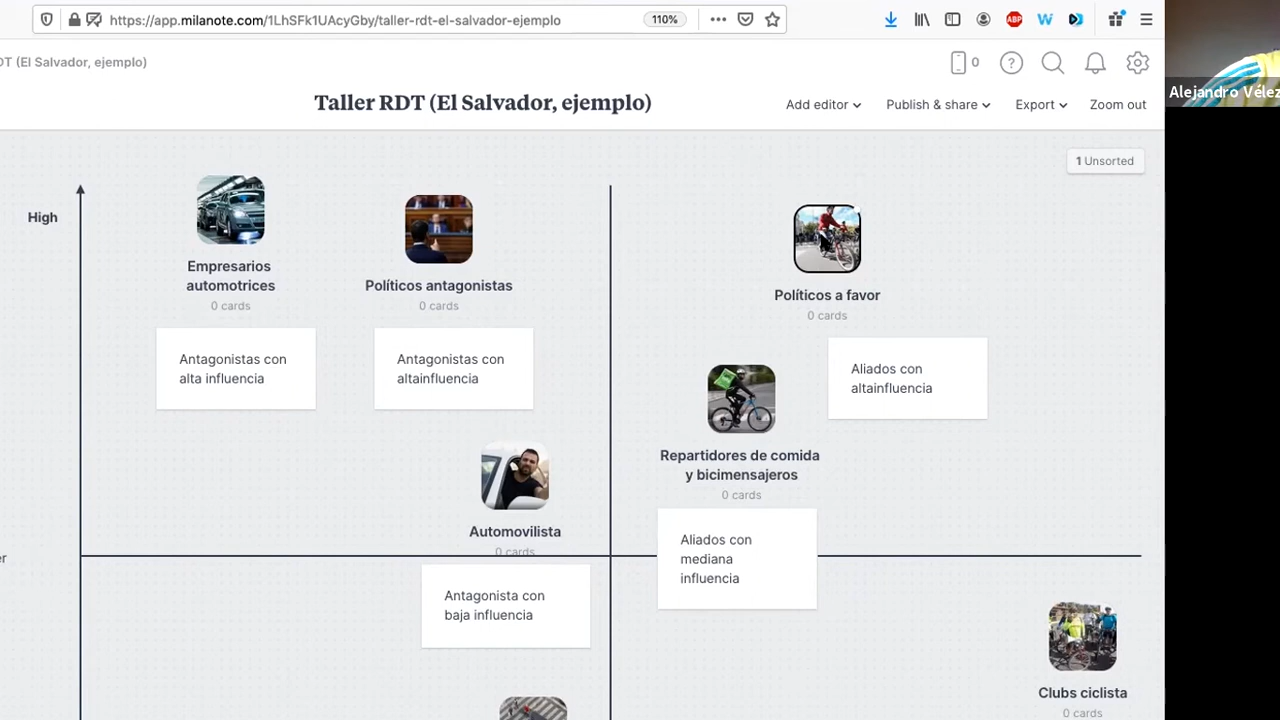 https://app.milanote.com/1LhSFk1UAcyGby/taller-rdt-el-salvador-ejemplo
110%
ABP
W
(El Salvador, ejemplo)
0
?
Taller RDT (El Salvador, ejemplo)
Add editor
Publish & share
Export
Zoom out
Alejandro Vélez
1 Unsorted
High
Empresarios
automotrices
0 cards
Antagonistas con
alta influencia
Políticos antagonistas
0 cards
Antagonistas con
altainfluencia
Políticos a favor
0 cards
Aliados con
altainfluencia
Repartidores de comida
y bicimensajeros
0 cards
Aliados con
mediana
influencia
Automovilista
0 cards
Antagonista con
baja influencia
Clubs ciclista
0 cards